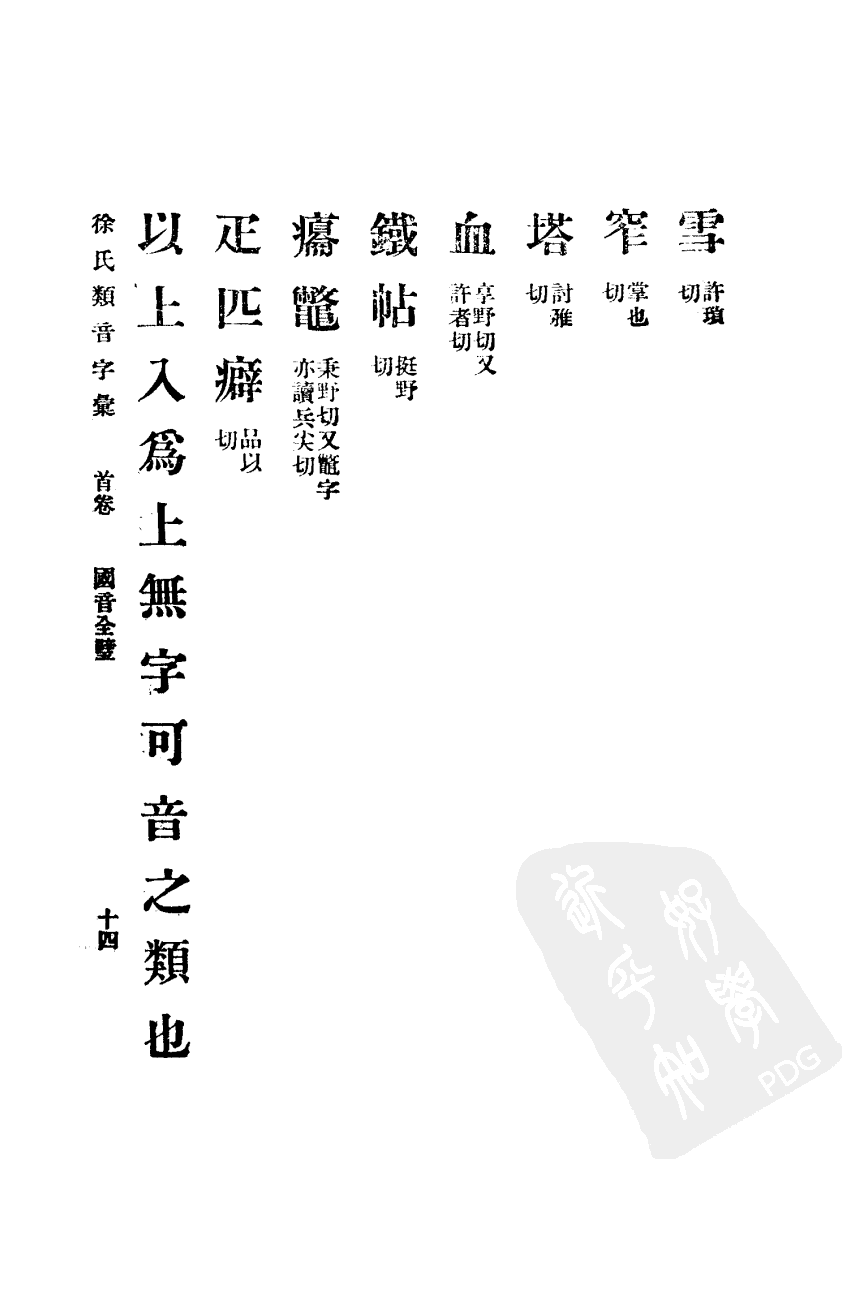 雪 許瑣切
窄 掌也切
塔 討雅切
血 享野切又許者切
鐵帖 挺野切
鼈 秉野切又鼈字亦讀兵尖切
疋匹癖 品以切
以上入爲上無字可音之類也
徐氏類音字彙 首卷 國音全璧 十四
PDG